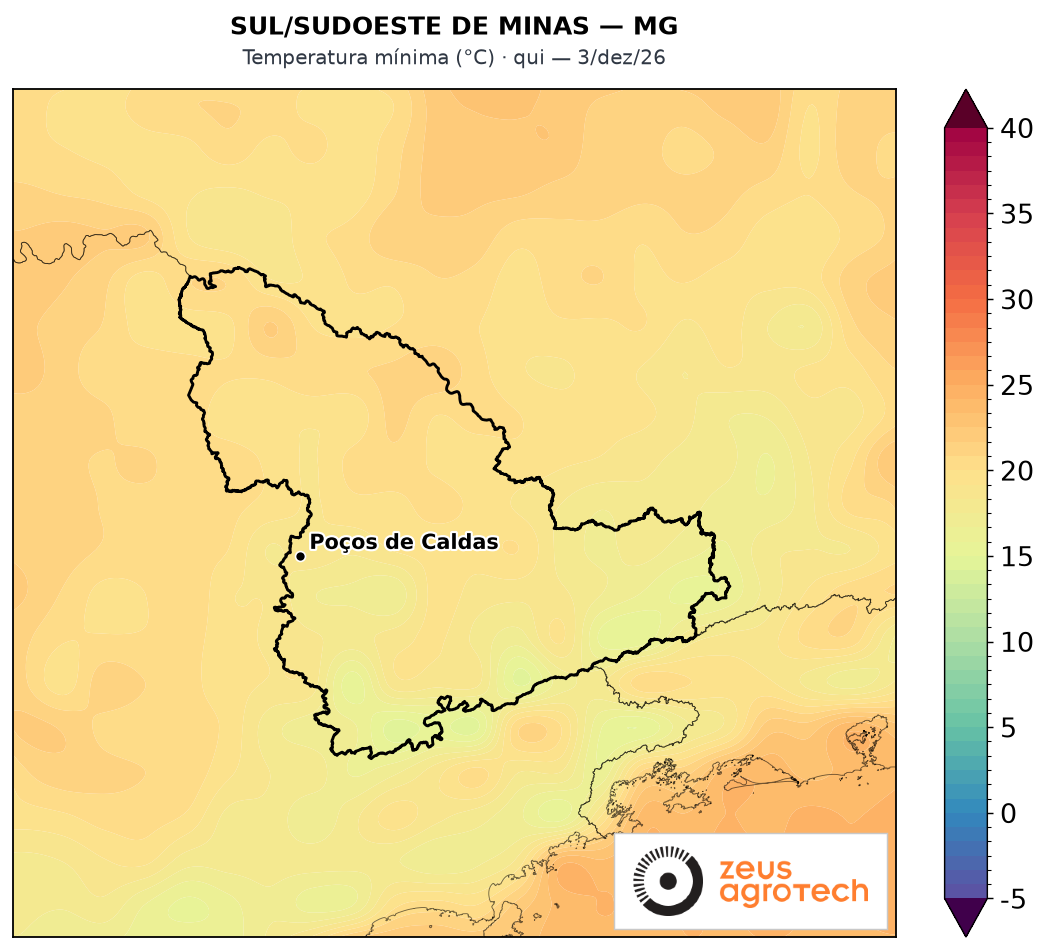 SUL/SUDOESTE DE MINAS — MG
Temperatura mínima (°C) · qui — 3/dez/26
Poços de Caldas
40
35
30
25
20
15
10
5
0
-5
zeus
agrotech